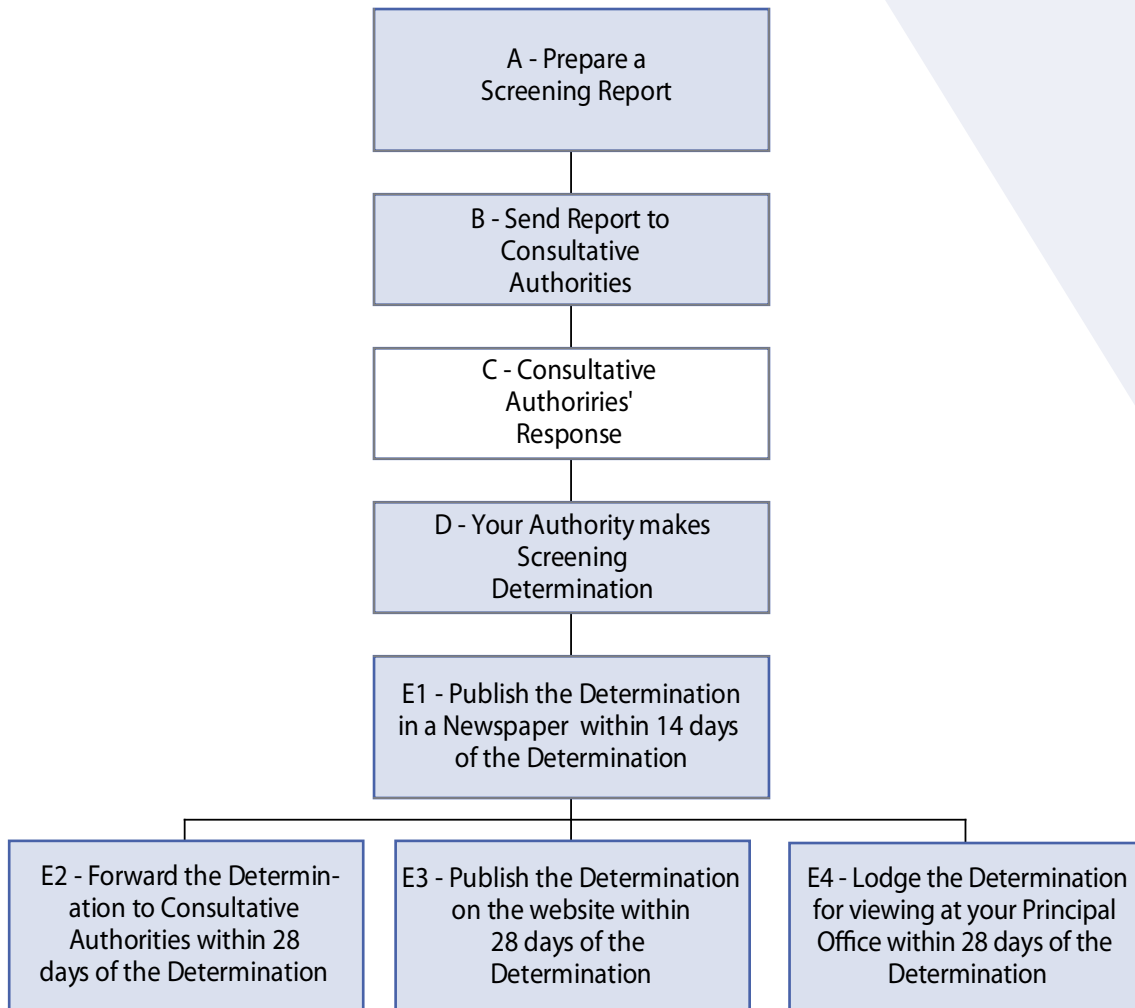 A - Prepare a
Screening Report
B - Send Report to
Consultative
Authorities
C - Consultative
Authoriries'
Response
D - Your Authority makes
Screening
Determination
E1 - Publish the Determination
in a Newspaper  within 14 days
of the Determination
E2 - Forward the Determin-
ation to Consultative
Authorities within 28
days of the Determination
E3 - Publish the Determination
on the website within
28 days of the
Determination
E4 - Lodge the Determination
for viewing at your Principal
Office within 28 days of the
Determination